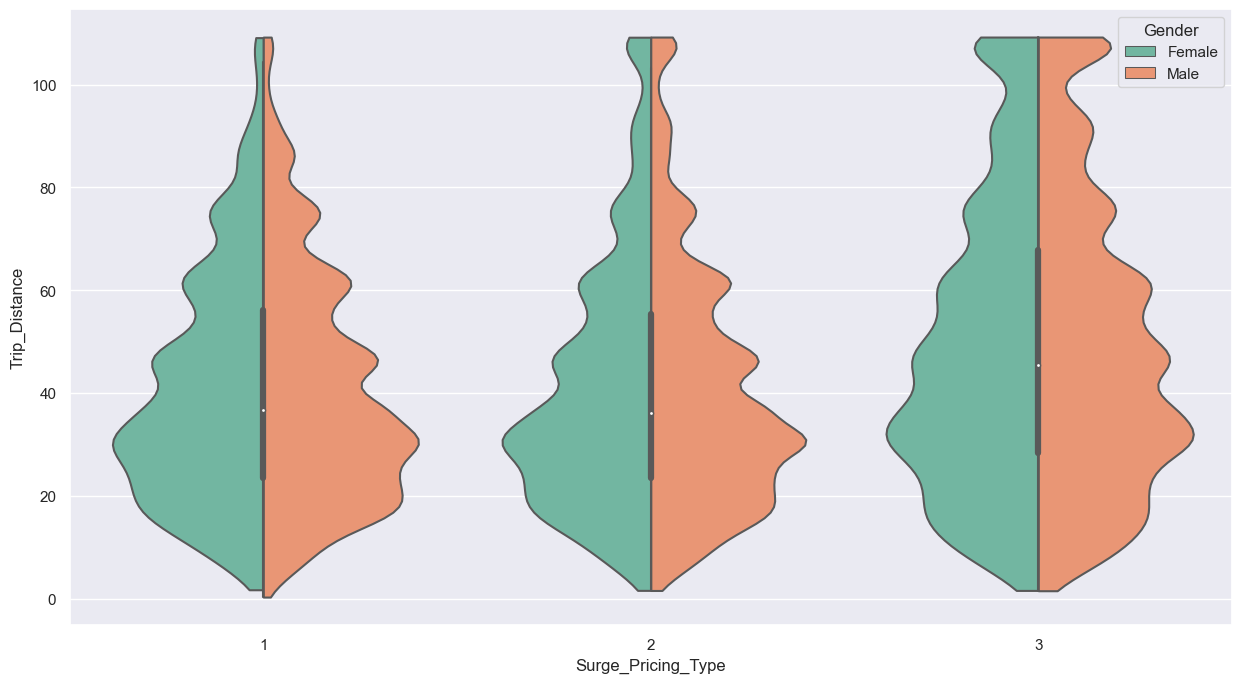 Gender
Female
Male
100
80
60
40
20
0
Trip_Distance
1 2 3
Surge_Pricing_Type